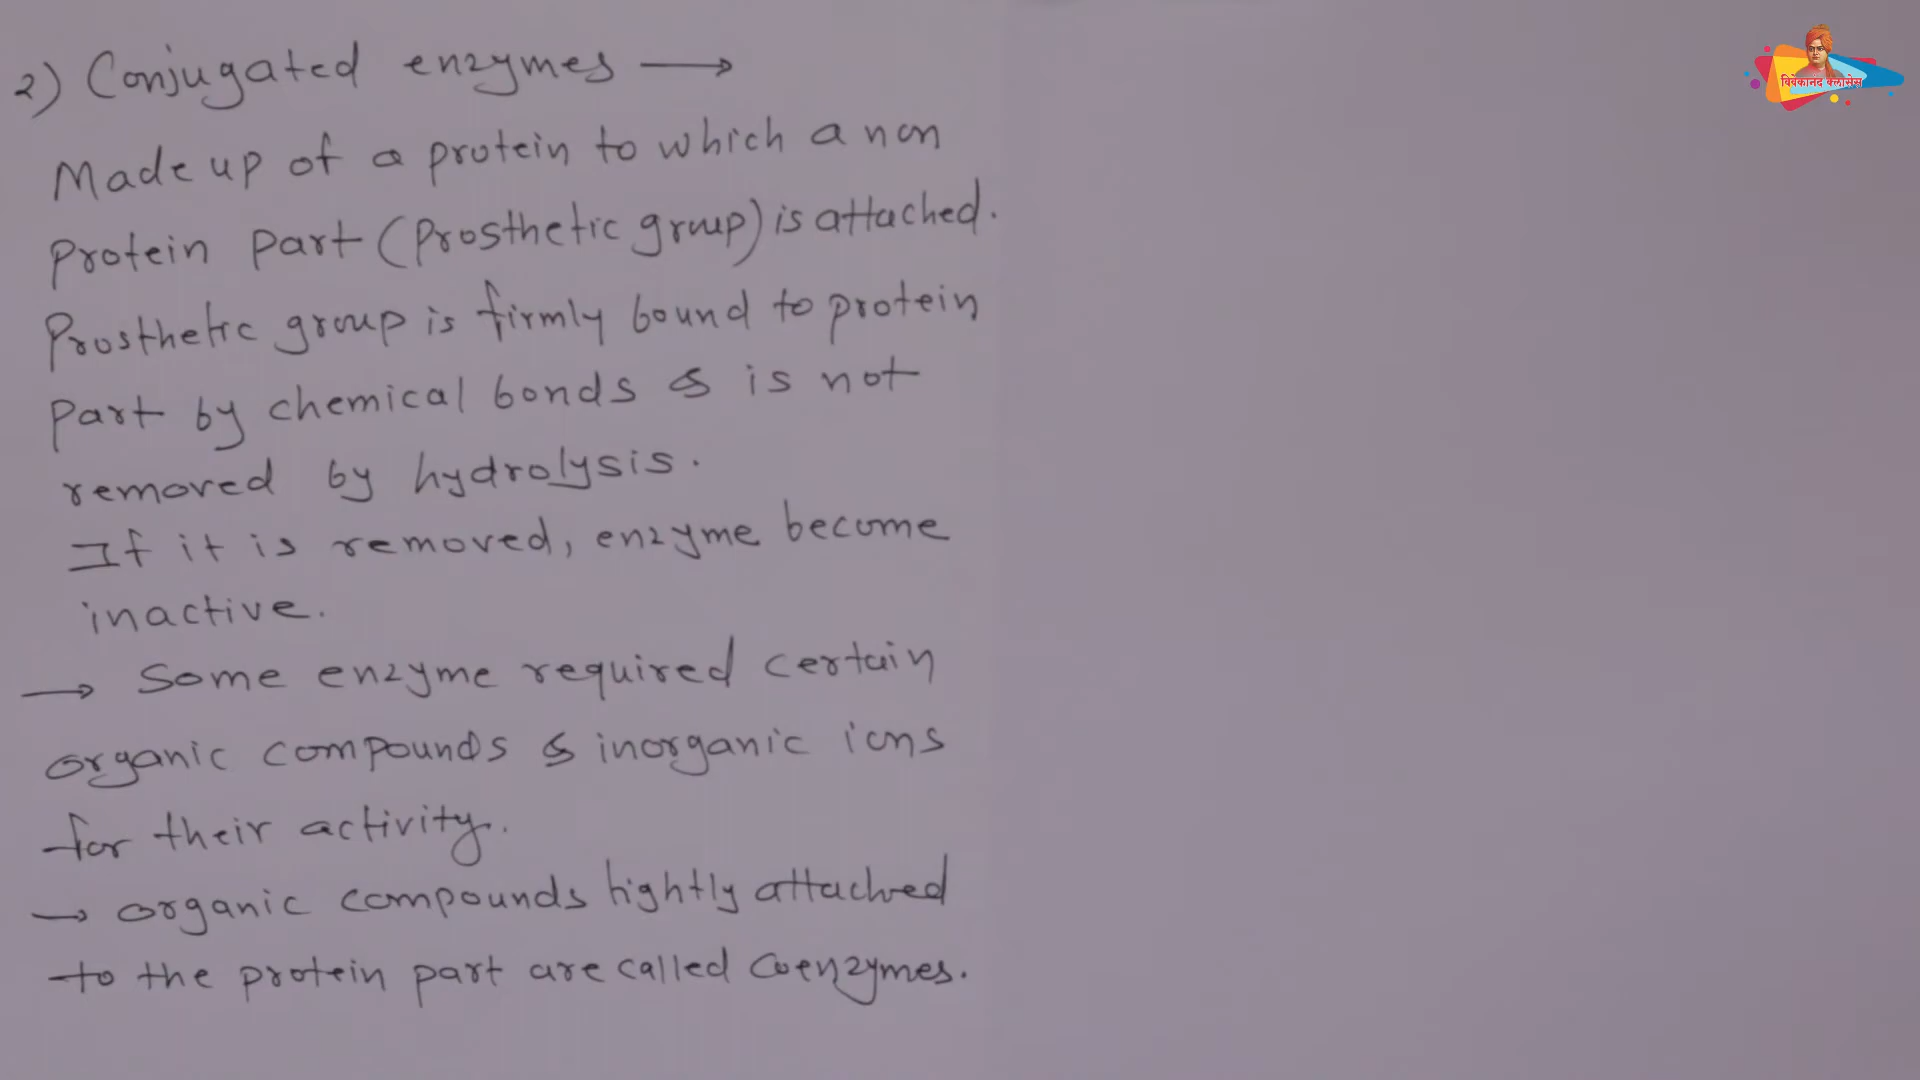 2) Conjugated enzymes →
Made up of a protein to which a non
protein part (Prosthetic group) is attached.
Prosthetic group is firmly bound to protein
part by chemical bonds & is not
removed by hydrolysis.
If it is removed, enzyme become
inactive.
→ Some enzyme required certain
organic compounds & inorganic ions
for their activity.
→ organic compounds tightly attached
to the protein part are called Coenzymes.
विवेकानंद क्लासेस